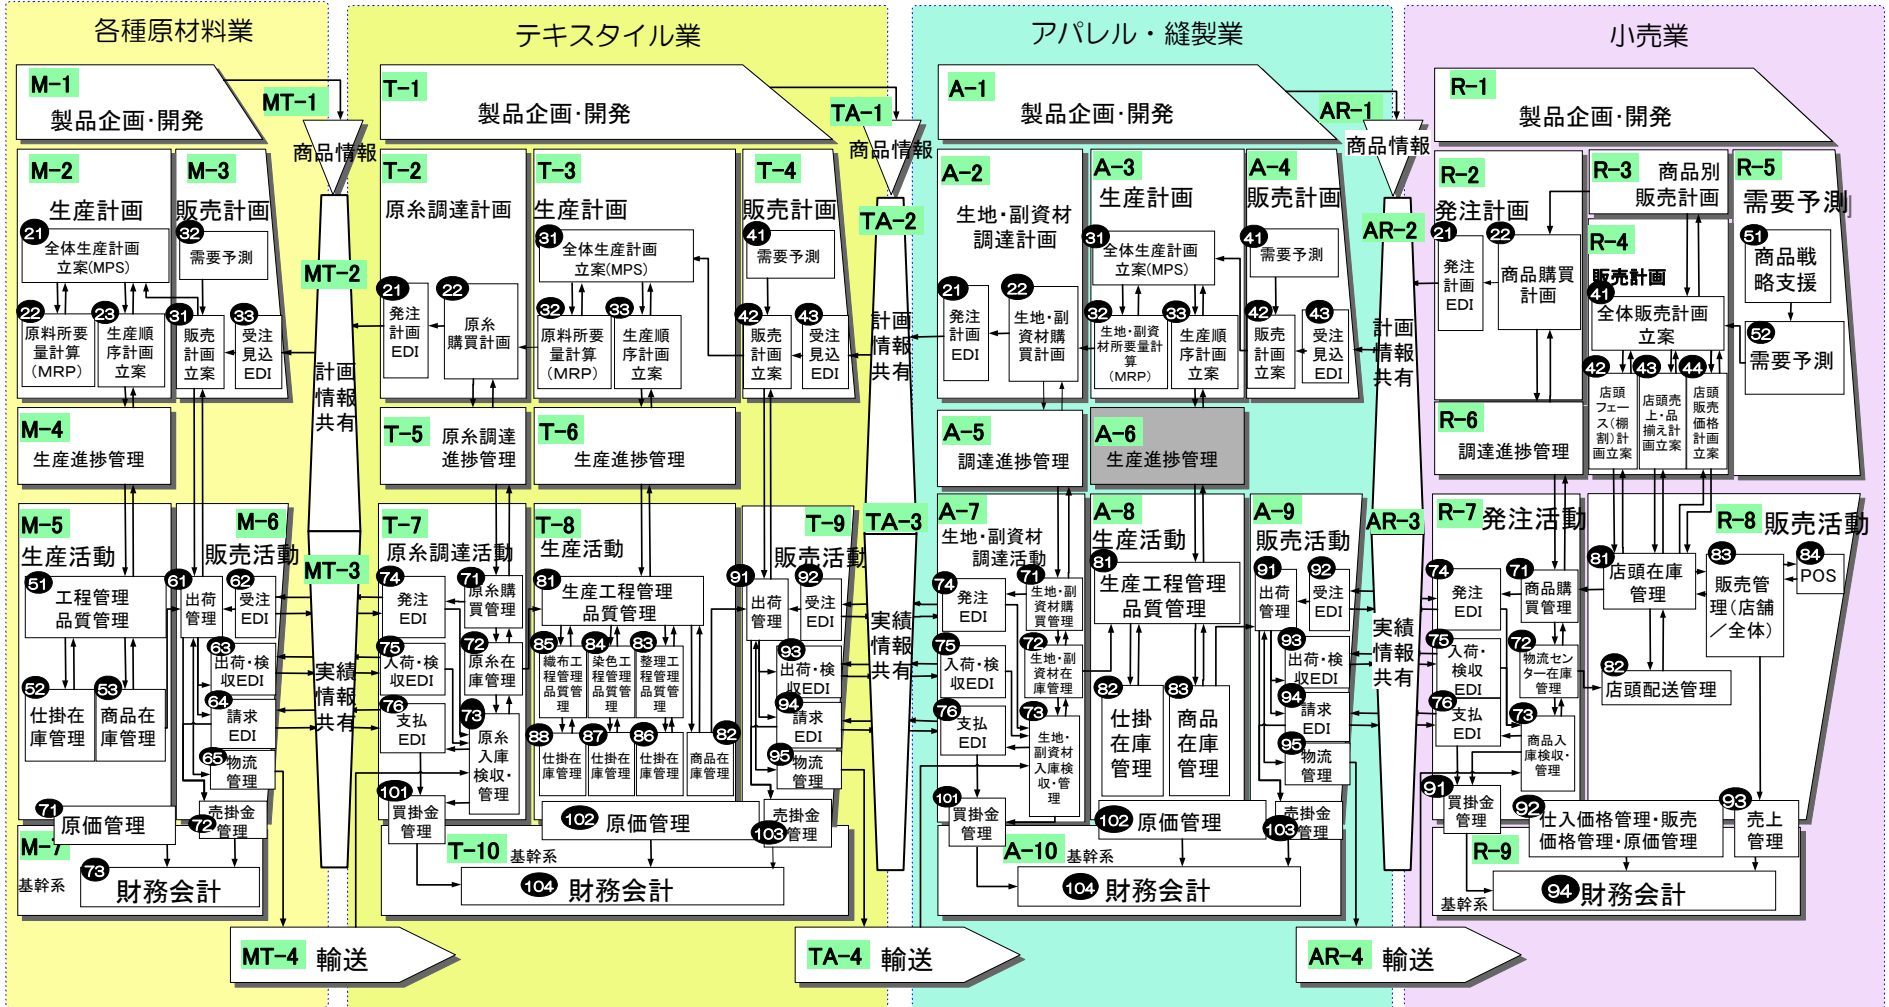 各種原材料業
M-1
製品企画･開発
MT-1
商品情報
M-2
生産計画
21
全体生産計画
立案(MPS)
22
原料所要
量計算
(MRP)
23
生産順
序計画
立案
M-3
販売計画
32
需要予測
31
販売
計画
立案
33
受注
見込
EDI
MT-2
計画
情報
共有
M-4
生産進捗管理
M-5
生産活動
51
工程管理
品質管理
52
仕掛在
庫管理
53
商品在
庫管理
M-6
販売活動
61
出荷
管理
62
受注
EDI
63
出荷・検
収EDI
64
請求
EDI
65
物流
管理
MT-3
実績
情報
共有
71
原価管理
72
売掛金
管理
M-7
基幹系
73
財務会計
MT-4
輸送
テキスタイル業
T-1
製品企画･開発
TA-1
商品情報
T-2
原糸調達計画
21
発注
計画
EDI
22
原糸
購買計画
T-3
生産計画
31
全体生産計画
立案(MPS)
32
原料所要
量計算
(MRP)
33
生産順
序計画
立案
T-4
販売計画
41
需要予測
42
販売
計画
立案
43
受注
見込
EDI
TA-2
計画
情報
共有
T-5
原糸調達
進捗管理
T-6
生産進捗管理
T-7
原糸調達活動
74
発注
EDI
71
原糸購
買管理
75
入荷・検
収EDI
72
原糸在
庫管理
76
支払
EDI
73
原糸
入庫
検収・
管理
T-8
生産活動
81
生産工程管理
品質管理
85
織布工
程管理
品質管
理
84
染色工
程管理
品質管
理
83
整理工
程管理
品質管
理
88
仕掛在
庫管理
87
仕掛在
庫管理
86
仕掛在
庫管理
82
商品在
庫管理
T-9
販売活動
91
出荷
管理
92
受注
EDI
93
出荷・検
収EDI
94
請求
EDI
95
物流
管理
TA-3
実績
情報
共有
101
買掛金
管理
102
原価管理
103
売掛金
管理
T-10
基幹系
104
財務会計
TA-4
輸送
アパレル・縫製業
A-1
製品企画･開発
AR-1
商品情報
A-2
生地・副資材
調達計画
21
発注
計画
EDI
22
生地・副
資材購
買計画
A-3
生産計画
31
全体生産計画
立案(MPS)
32
生地・副資
材所要量計
算
(MRP)
33
生産順
序計画
立案
A-4
販売計画
41
需要予測
42
販売
計画
立案
43
受注
見込
EDI
AR-2
計画
情報
共有
A-5
調達進捗管理
A-6
生産進捗管理
A-7
生地・副資材
調達活動
74
発注
EDI
71
生地・副
資材購
買管理
75
入荷・検
収EDI
72
生地・副
資材在
庫管理
76
支払
EDI
73
生地・
副資材
入庫検
収・管
理
A-8
生産活動
81
生産工程管理
品質管理
82
仕掛
在庫
管理
83
商品
在庫
管理
A-9
販売活動
91
出荷
管理
92
受注
EDI
93
出荷・検
収EDI
94
請求
EDI
95
物流
管理
AR-3
実績
情報
共有
101
買掛金
管理
102
原価管理
103
売掛金
管理
A-10
基幹系
104
財務会計
AR-4
輸送
小売業
R-1
製品企画･開発
R-2
発注計画
21
発注
計画
EDI
22
商品購買
計画
R-3
商品別
販売計画
R-4
販売計画
41
全体販売計画
立案
42
店頭
フェー
ス(棚
割)計
画立案
43
店頭売
上・品
揃え計
画立案
44
店頭
販売
価格
計画
立案
R-5
需要予測
51
商品戦
略支援
52
需要予測
R-6
調達進捗管理
R-7
発注活動
74
発注
EDI
71
商品購
買管理
75
入荷・
検収
EDI
72
物流セン
ター在庫
管理
76
支払
EDI
73
商品入
庫検収・
管理
R-8
販売活動
81
店頭在庫
管理
83
販売管
理(店舗
／全体)
84
POS
82
店頭配送管理
91
買掛金
管理
92
仕入価格管理・販売
価格管理・原価管理
93
売上
管理
R-9
基幹系
94
財務会計